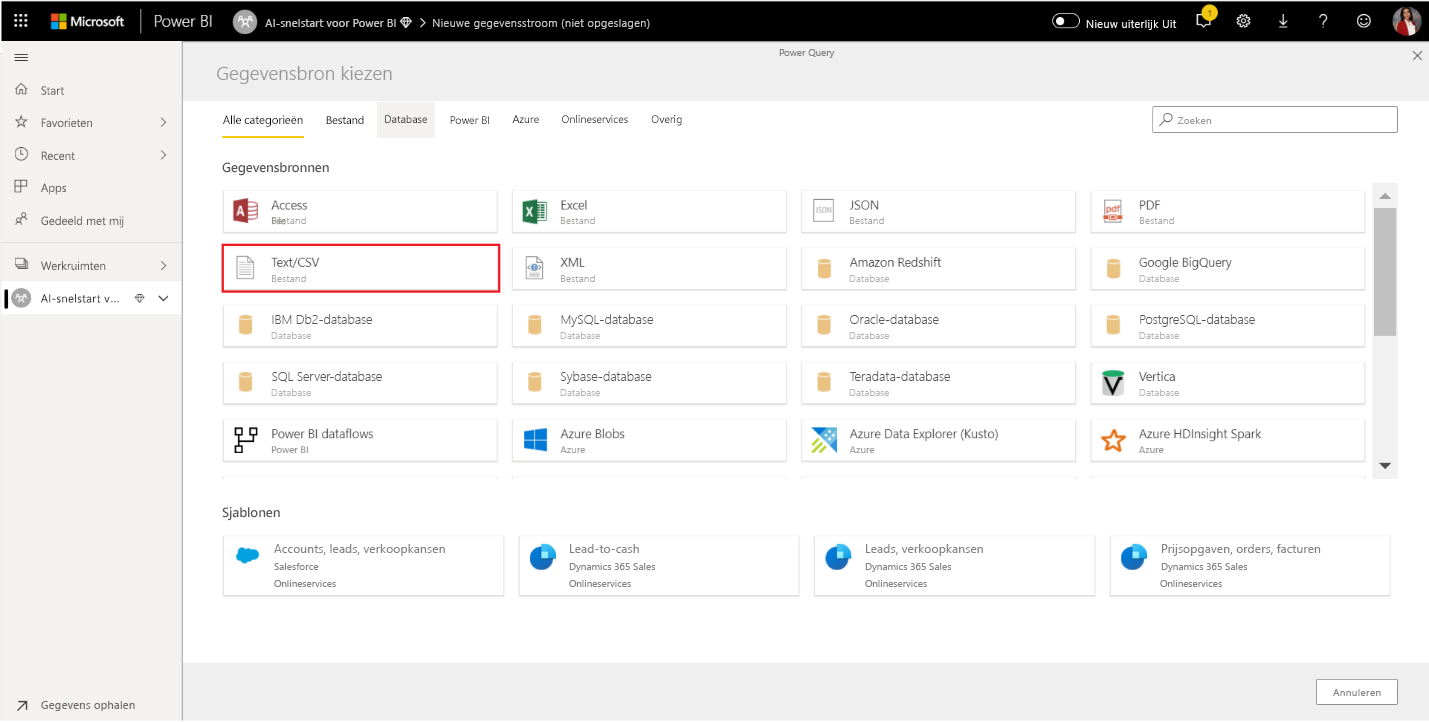 Microsoft Power BI AI-snelstart voor Power BI Nieuwe gegevensstroom (niet opgeslagen) Nieuw uiterlijk Uit 1
Power Query
Gegevensbron kiezen
Start
Favorieten
Recent
Apps
Gedeeld met mij
Werkruimten
AI-snelstart v...
Gegevens ophalen
Alle categorieën Bestand Database Power BI Azure Onlineservices Overig Zoeken
Gegevensbronnen
Access
Bestand
Excel
Bestand
JSON
JSON
Bestand
pdf
PDF
Bestand
Text/CSV
Bestand
XML
Bestand
Amazon Redshift
Database
Google BigQuery
Database
IBM Db2-database
Database
MySQL-database
Database
Oracle-database
Database
PostgreSQL-database
Database
SQL Server-database
Database
Sybase-database
Database
Teradata-database
Database
Vertica
Database
Power BI dataflows
Power BI
Azure Blobs
Azure
Azure Data Explorer (Kusto)
Azure
Azure HDInsight Spark
Azure
Sjablonen
Accounts, leads, verkoopkansen
Salesforce
Onlineservices
Lead-to-cash
Dynamics 365 Sales
Onlineservices
Leads, verkoopkansen
Dynamics 365 Sales
Onlineservices
Prijsopgaven, orders, facturen
Dynamics 365 Sales
Onlineservices
Annuleren